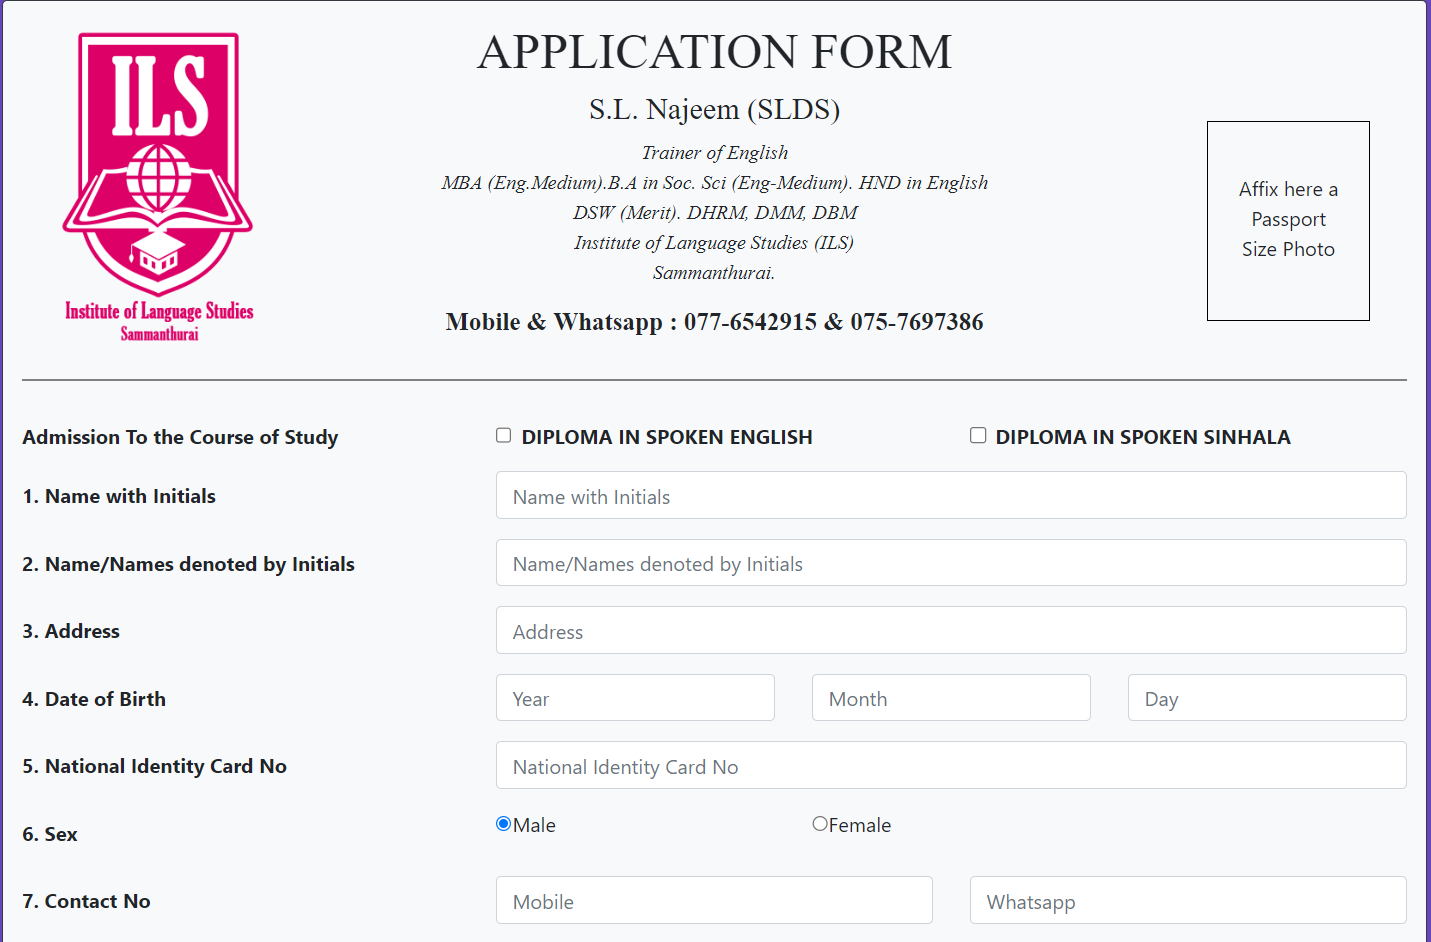 ILS
Institute of Language Studies
Sammanthurai
APPLICATION FORM
S.L. Najeem (SLDS)
Trainer of English
MBA (Eng.Medium).B.A in Soc. Sci (Eng-Medium). HND in English
DSW (Merit). DHRM, DMM, DBM
Institute of Language Studies (ILS)
Sammanthurai.
Mobile & Whatsapp : 077-6542915 & 075-7697386
Affix here a
Passport
Size Photo
Admission To the Course of Study DIPLOMA IN SPOKEN ENGLISH DIPLOMA IN SPOKEN SINHALA
1. Name with Initials Name with Initials
2. Name/Names denoted by Initials Name/Names denoted by Initials
3. Address Address
4. Date of Birth Year Month Day
5. National Identity Card No National Identity Card No
6. Sex Male Female
7. Contact No Mobile Whatsapp